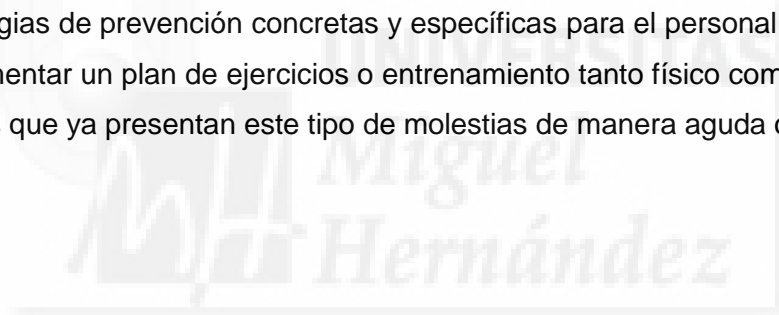 gias de prevención concretas y específicas para el personal
UNIVERSITAS
nentar un plan de ejercicios o entrenamiento tanto físico com
que ya presentan este tipo de molestias de manera aguda
Miguel
Hernández